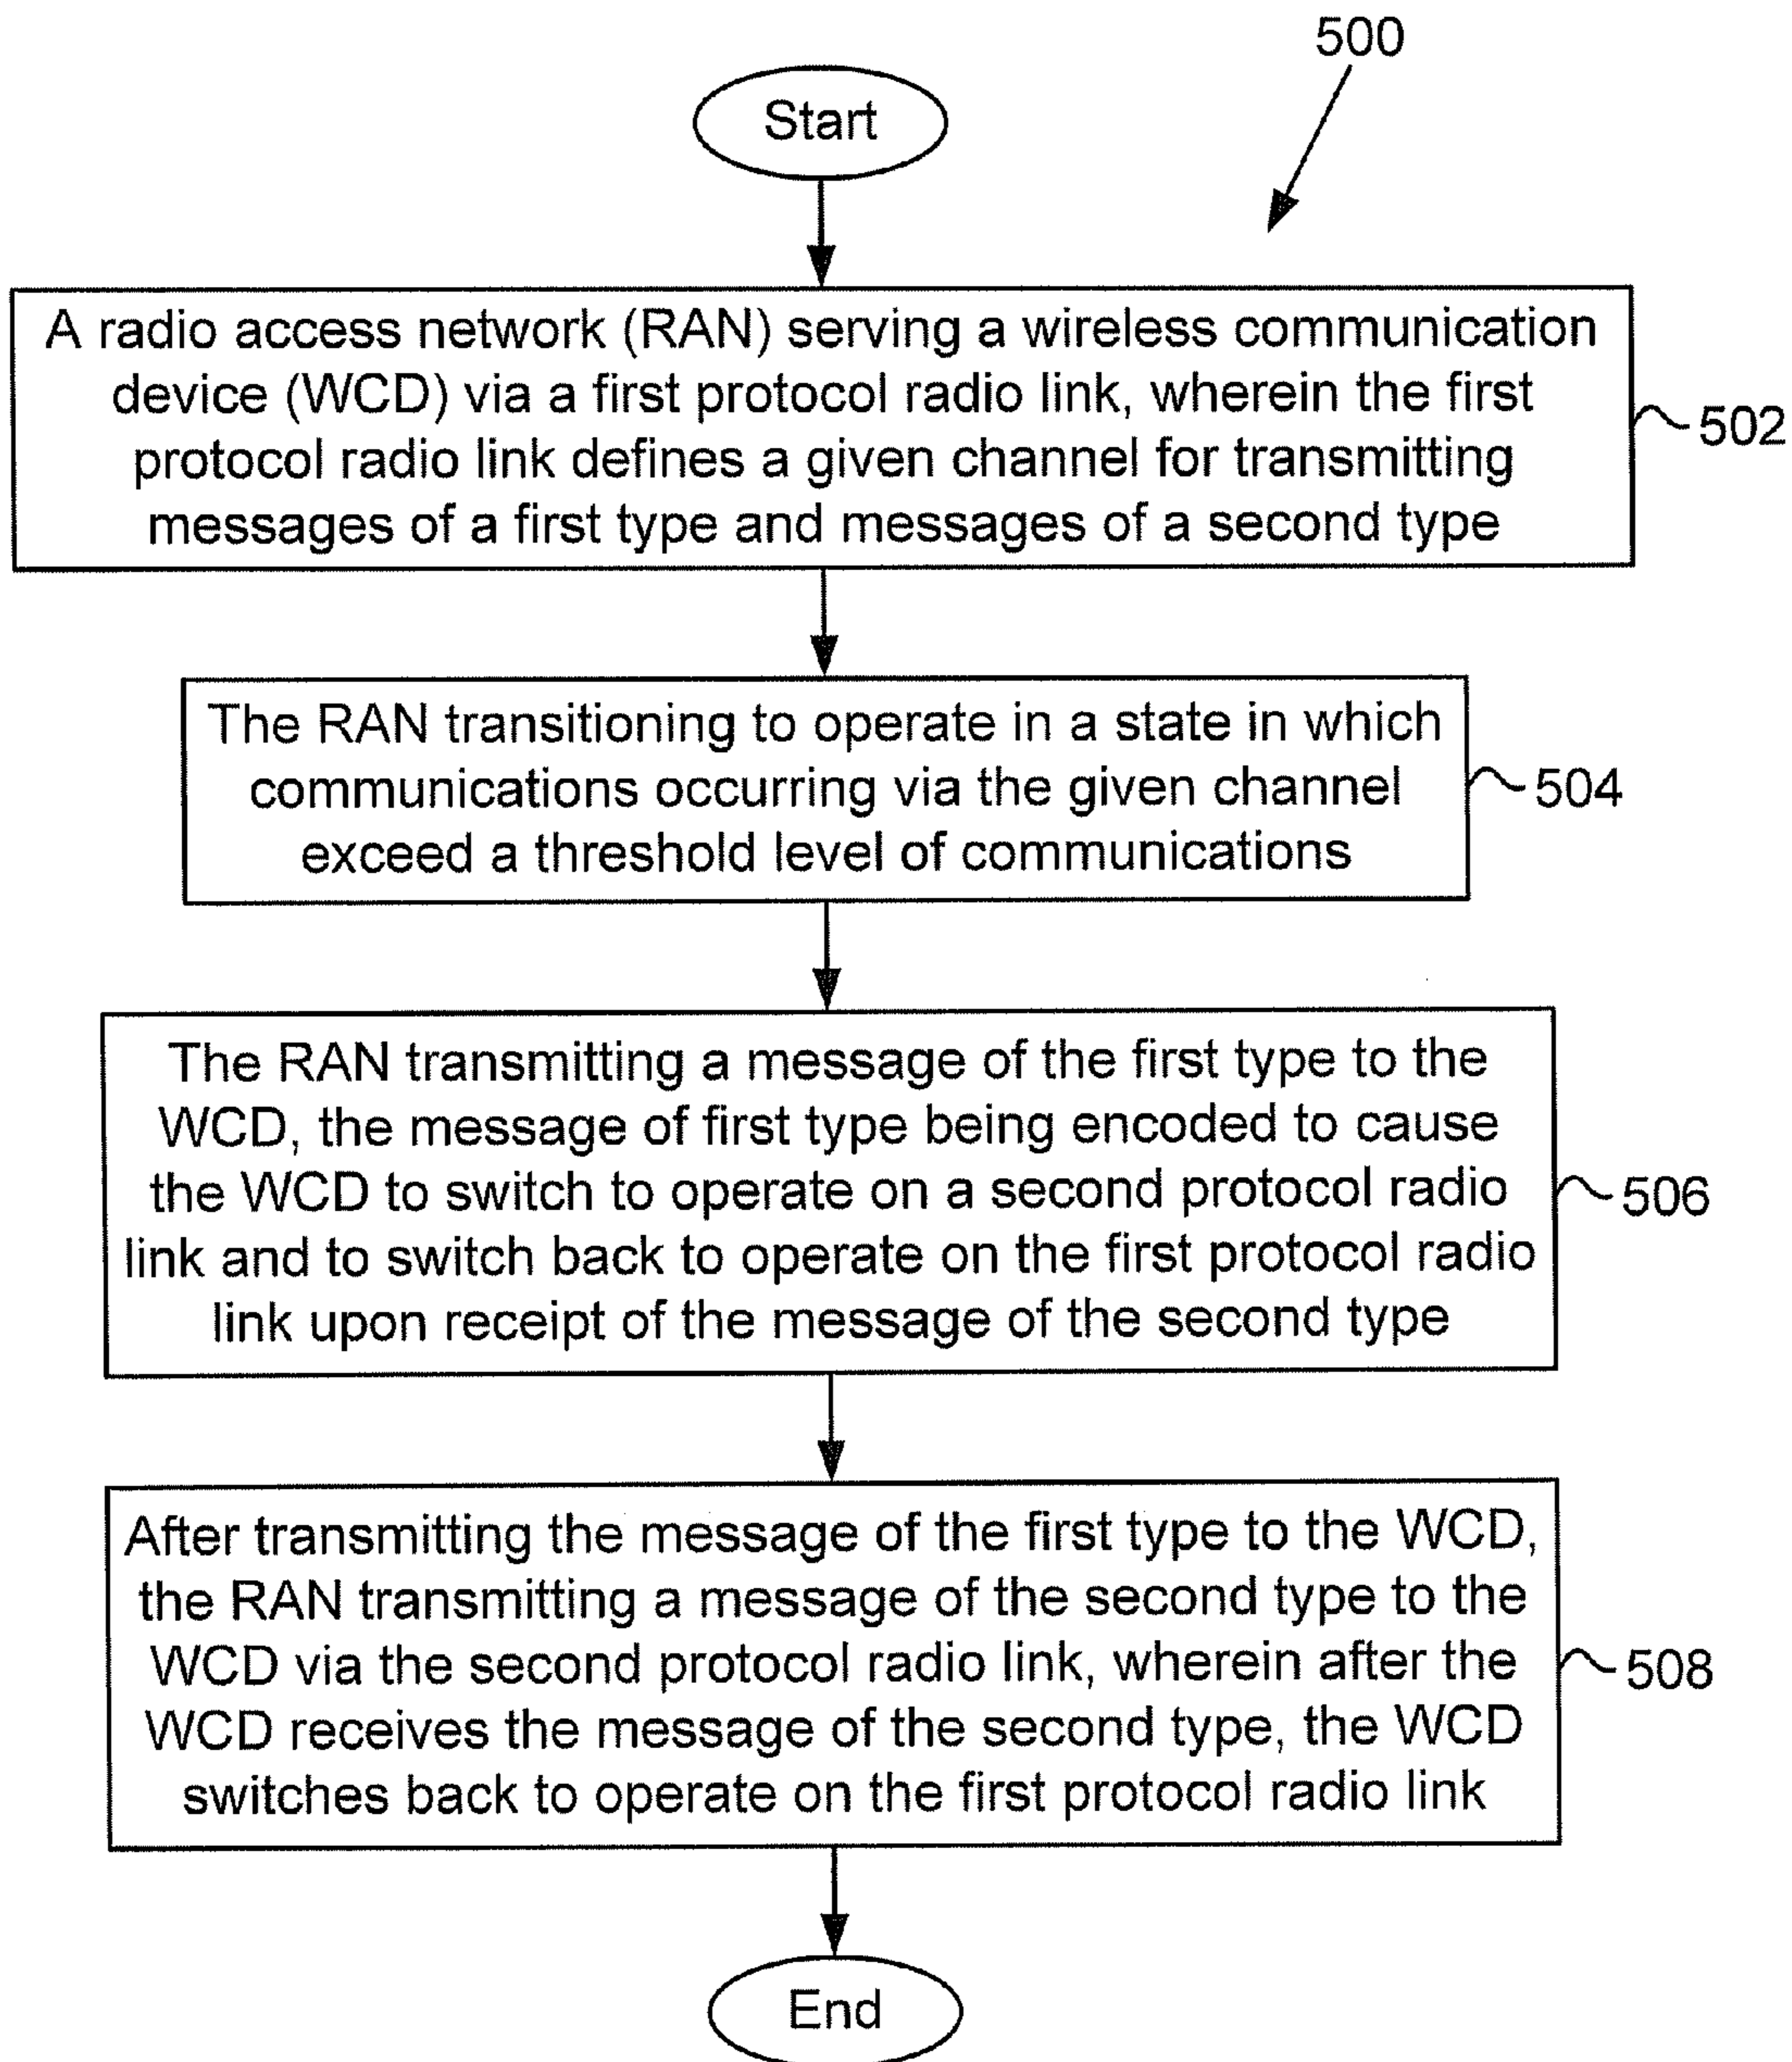 500
Start
A radio access network (RAN) serving a wireless communication
device (WCD) via a first protocol radio link, wherein the first
protocol radio link defines a given channel for transmitting
messages of a first type and messages of a second type
502
The RAN transitioning to operate in a state in which
communications occurring via the given channel
exceed a threshold level of communications
504
The RAN transmitting a message of the first type to the
WCD, the message of first type being encoded to cause
the WCD to switch to operate on a second protocol radio
link and to switch back to operate on the first protocol radio
link upon receipt of the message of the second type
506
After transmitting the message of the first type to the WCD,
the RAN transmitting a message of the second type to the
WCD via the second protocol radio link, wherein after the
WCD receives the message of the second type, the WCD
switches back to operate on the first protocol radio link
508
End